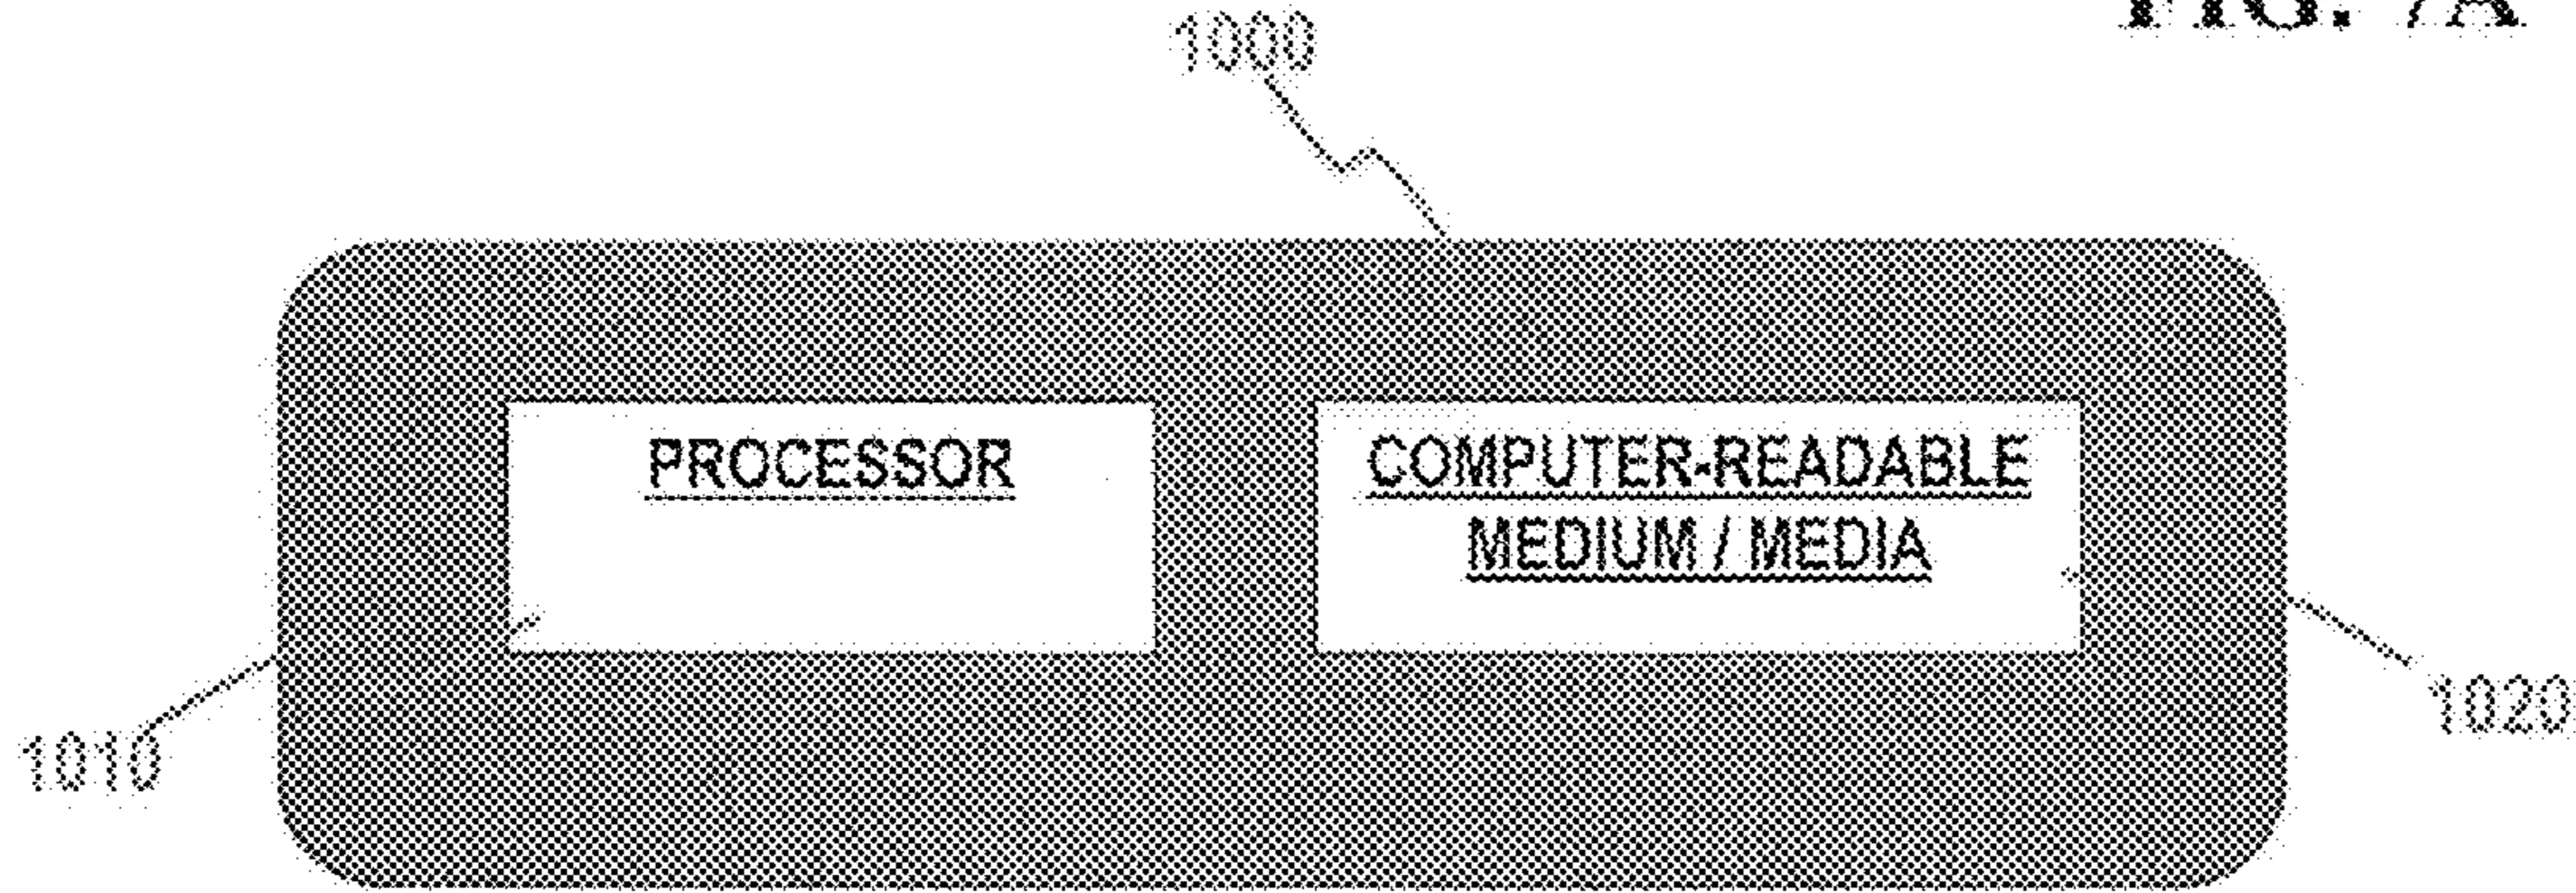 FIG. 7A
1000
PROCESSOR
COMPUTER-READABLE
MEDIUM / MEDIA
1010
1020